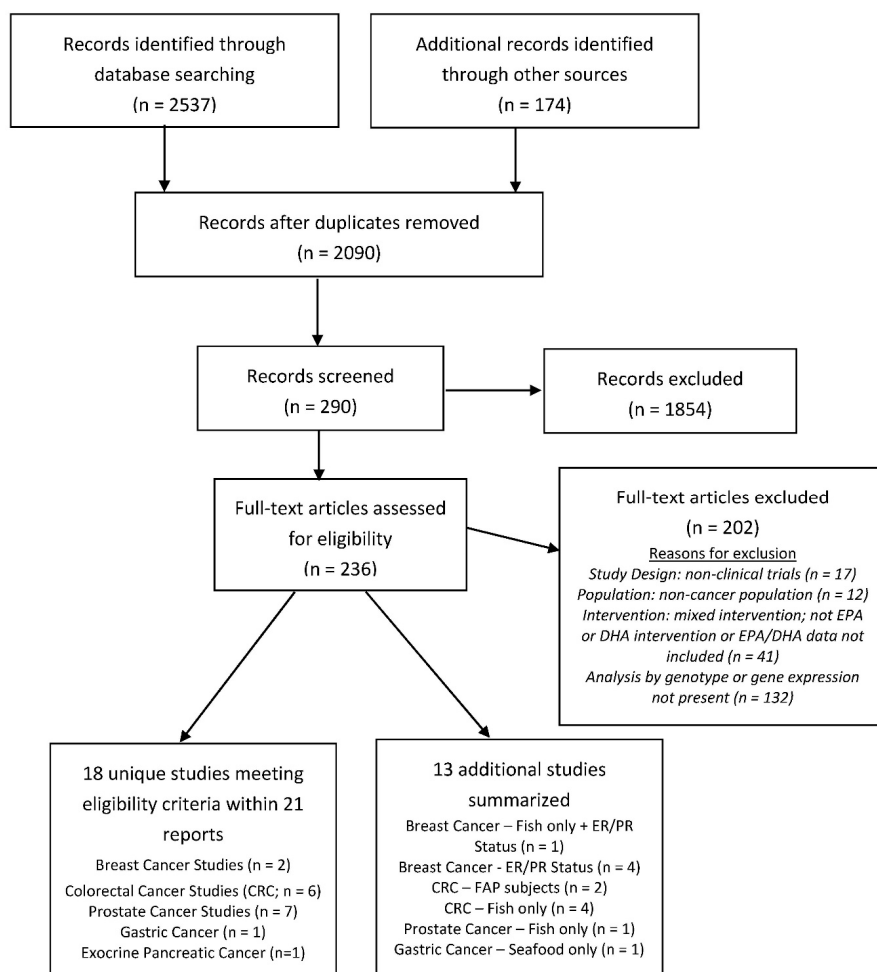 Records identified through
database searching
(n = 2537)
Additional records identified
through other sources
(n = 174)
Records after duplicates removed
(n = 2090)
Records screened
(n = 290)
Records excluded
(n = 1854)
Full-text articles assessed
for eligibility
(n = 236)
Full-text articles excluded
(n = 202)
Reasons for exclusion
Study Design: non-clinical trials (n = 17)
Population: non-cancer population (n = 12)
Intervention: mixed intervention; not EPA
or DHA intervention or EPA/DHA data not
included (n = 41)
Analysis by genotype or gene expression
not present (n = 132)
18 unique studies meeting
eligibility criteria within 21
reports
Breast Cancer Studies (n = 2)
Colorectal Cancer Studies (CRC; n = 6)
Prostate Cancer Studies (n = 7)
Gastric Cancer (n = 1)
Exocrine Pancreatic Cancer (n=1)
13 additional studies
summarized
Breast Cancer – Fish only + ER/PR
Status (n = 1)
Breast Cancer - ER/PR Status (n = 4)
CRC – FAP subjects (n = 2)
CRC – Fish only (n = 4)
Prostate Cancer – Fish only (n = 1)
Gastric Cancer – Seafood only (n = 1)